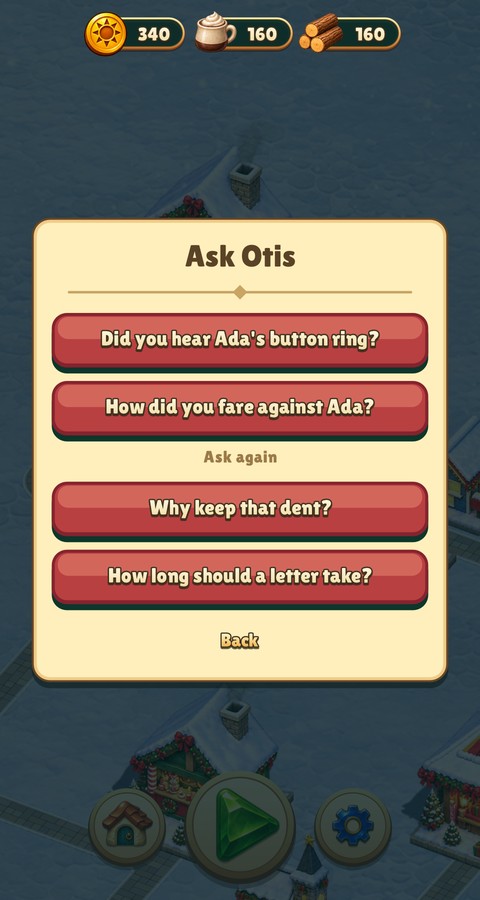 340
160
160
Ask Otis
Did you hear Ada's button ring?
How did you fare against Ada?
Ask again
Why keep that dent?
How long should a letter take?
Back